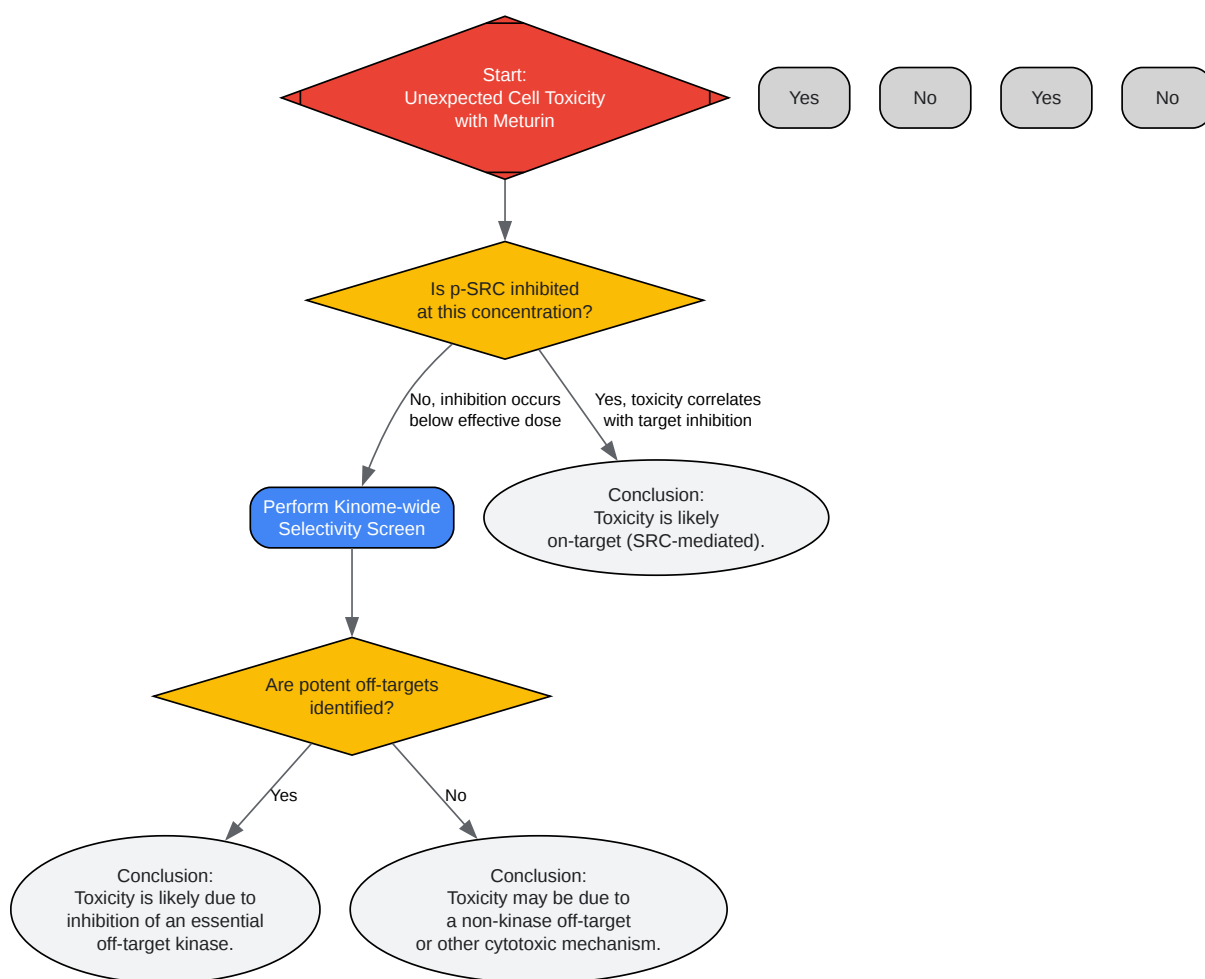 Start:
Unexpected Cell Toxicity
with Meturin
Yes
No
Yes
No
Is p-SRC inhibited
at this concentration?
No, inhibition occurs
below effective dose
Yes, toxicity correlates
with target inhibition
Perform Kinome-wide
Selectivity Screen
Conclusion:
Toxicity is likely
on-target (SRC-mediated).
Are potent off-targets
identified?
Yes
No
Conclusion:
Toxicity is likely due to
inhibition of an essential
off-target kinase.
Conclusion:
Toxicity may be due to
a non-kinase off-target
or other cytotoxic mechanism.